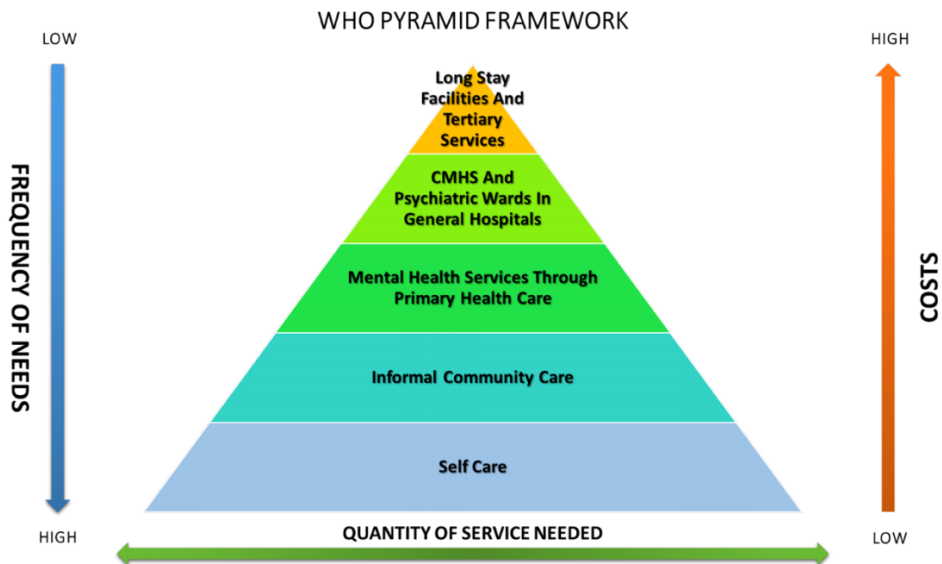 WHO PYRAMID FRAMEWORK
LOW
HIGH
Long Stay
Facilities And
Tertiary
Services
CMHS And
Psychiatric Wards In
General Hospitals
FREQUENCY OF NEEDS
COSTS
Mental Health Services Through
Primary Health Care
Informal Community Care
Self Care
HIGH
QUANTITY OF SERVICE NEEDED
LOW